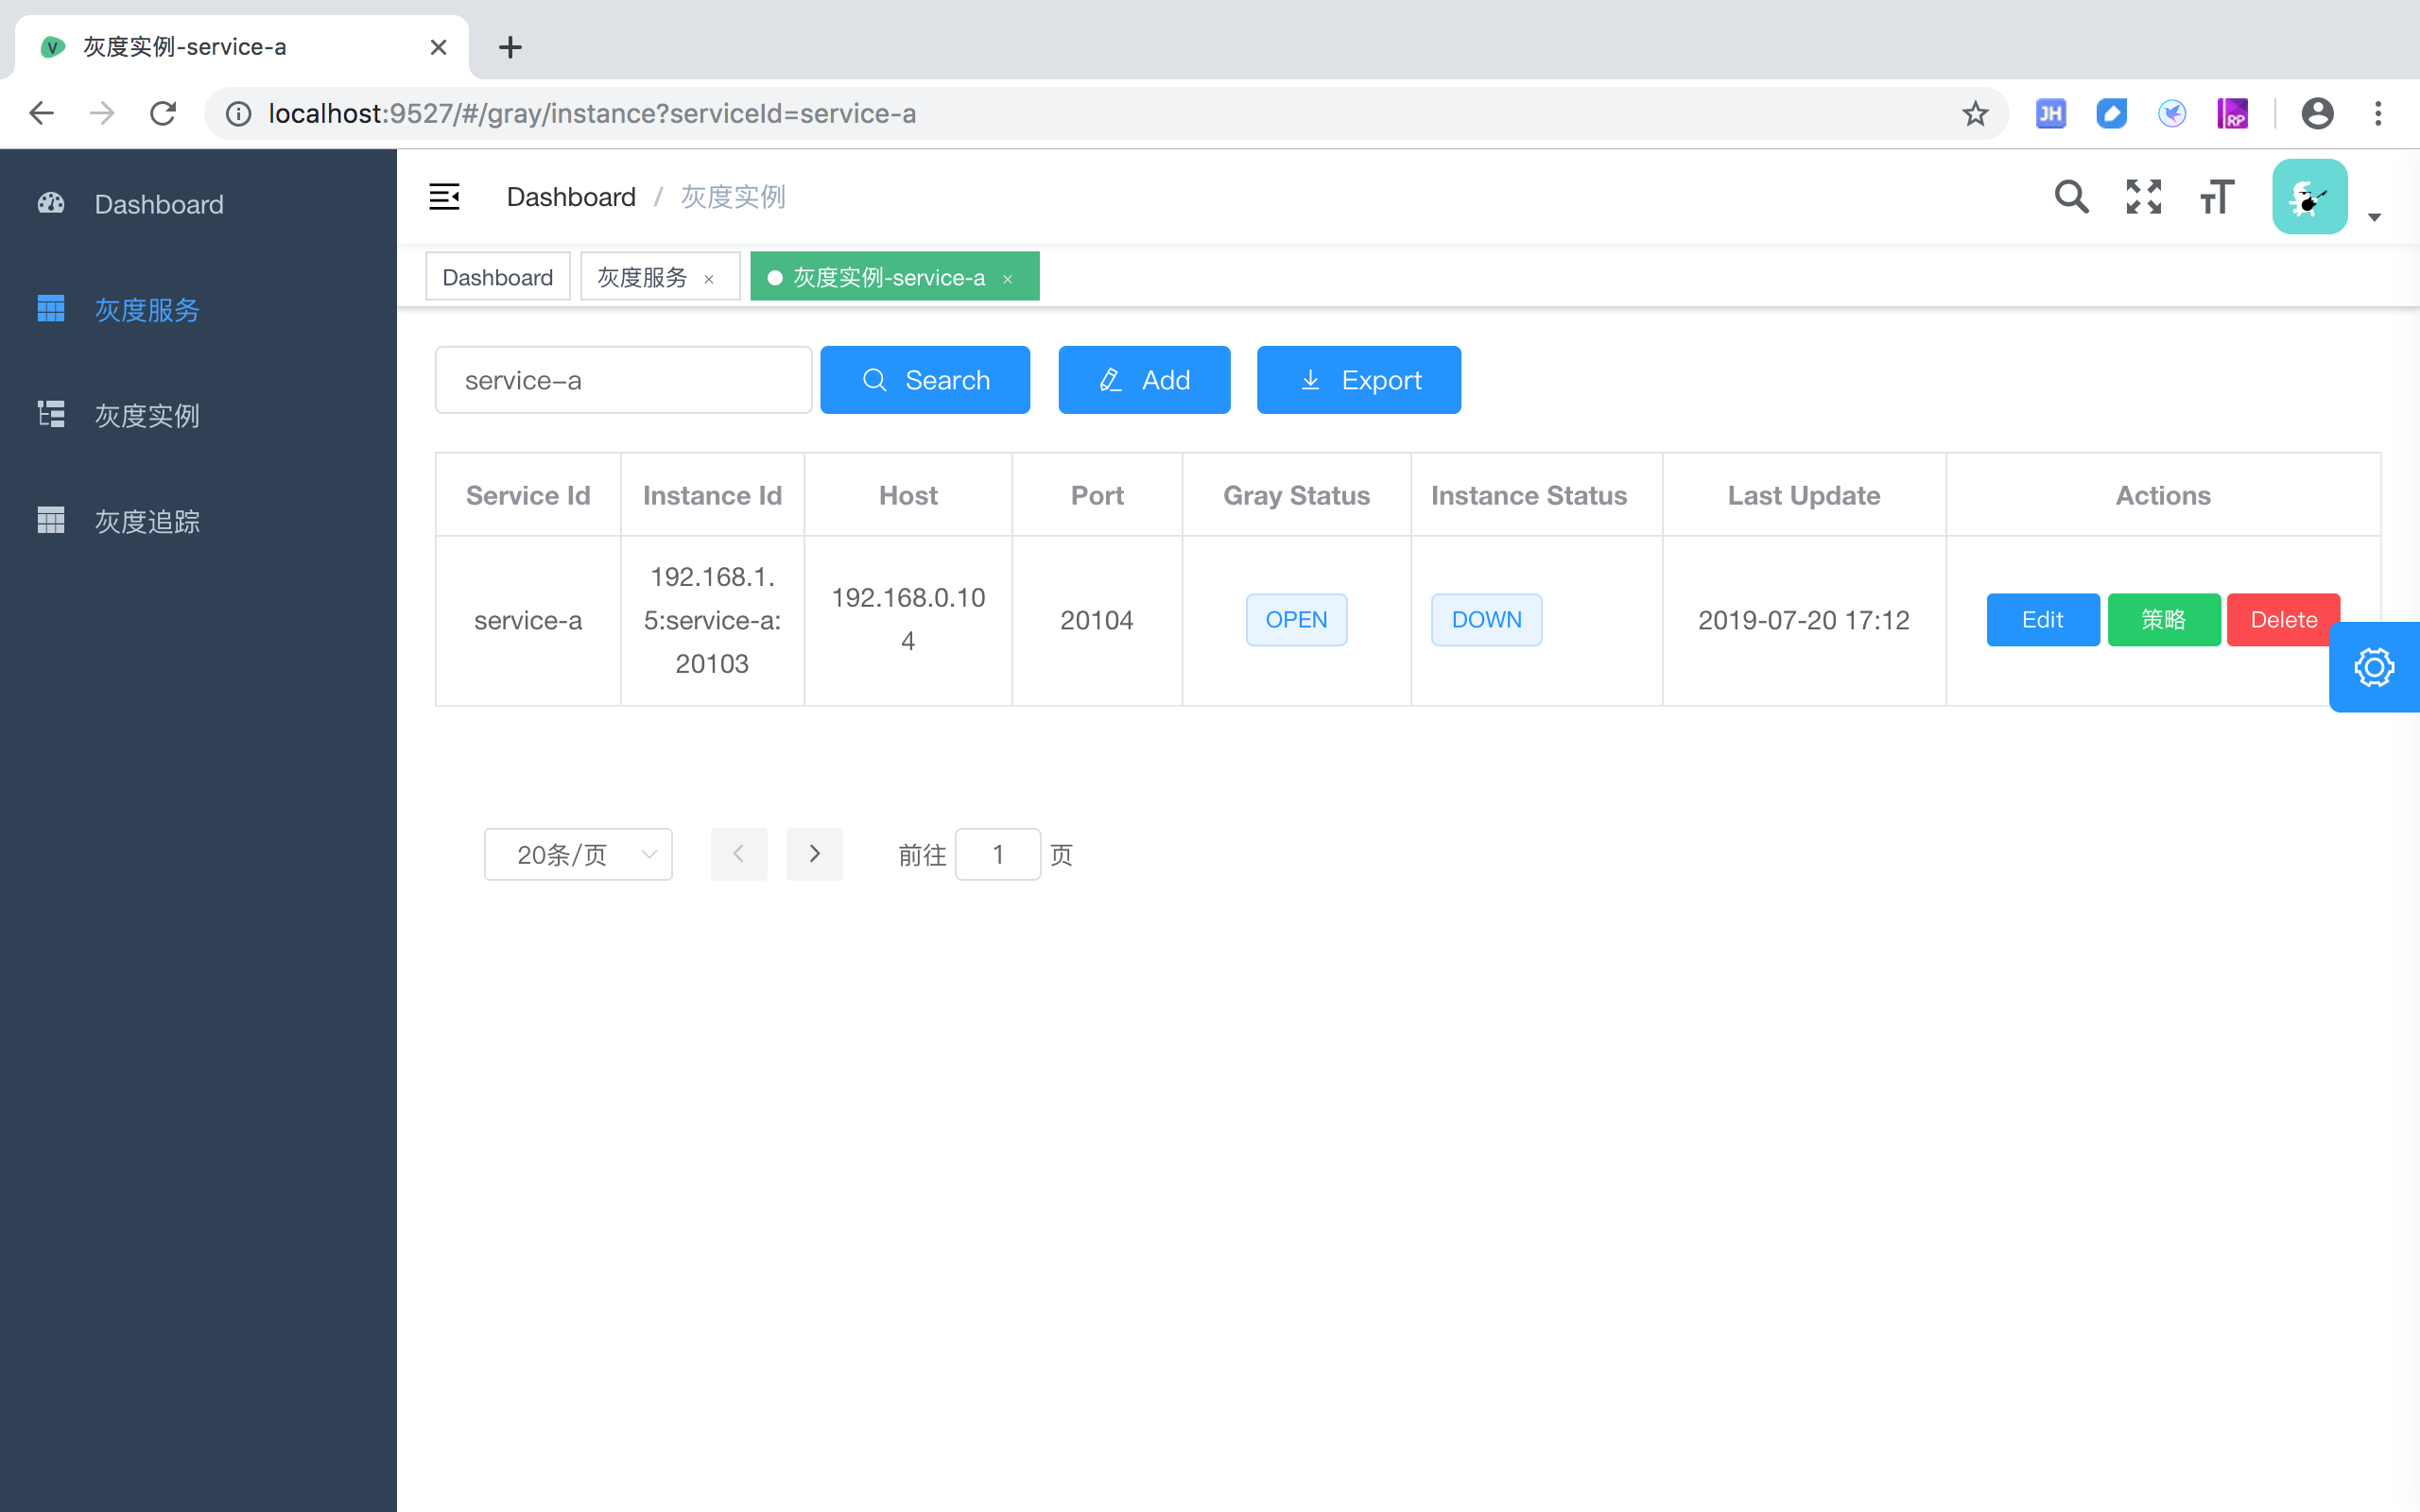 灰度实例-service-a
localhost:9527/#/gray/instance?serviceId=service-a
JH
RP
Dashboard
灰度服务
灰度实例
灰度追踪
Dashboard / 灰度实例
Dashboard
灰度服务 ×
灰度实例-service-a ×
service-a
Search
Add
Export
Service Id
Instance Id
Host
Port
Gray Status
Instance Status
Last Update
Actions
service-a
192.168.1.
5:service-a:
20103
192.168.0.10
4
20104
OPEN
DOWN
2019-07-20 17:12
Edit
策略
Delete
20条/页
前往 1 页